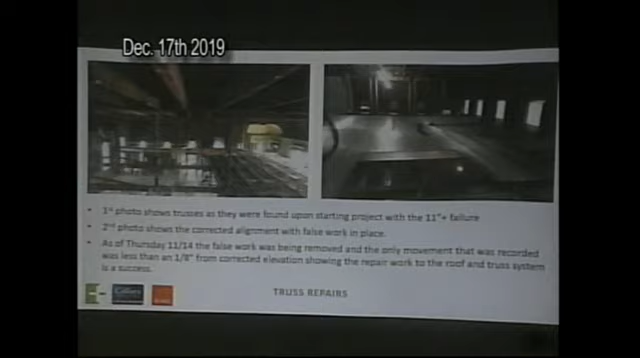 Dec. 17th 2019
• 1st photo shows trusses as they were found upon starting project with the 11"+ failure
• 2nd photo shows the corrected alignment with false work in place.
• As of Thursday 11/14 the false work was being removed and the only movement that was recorded
was less than an 1/8" from corrected elevation showing the repair work to the roof and truss system
is a success.
Colliers
TRUSS REPAIRS